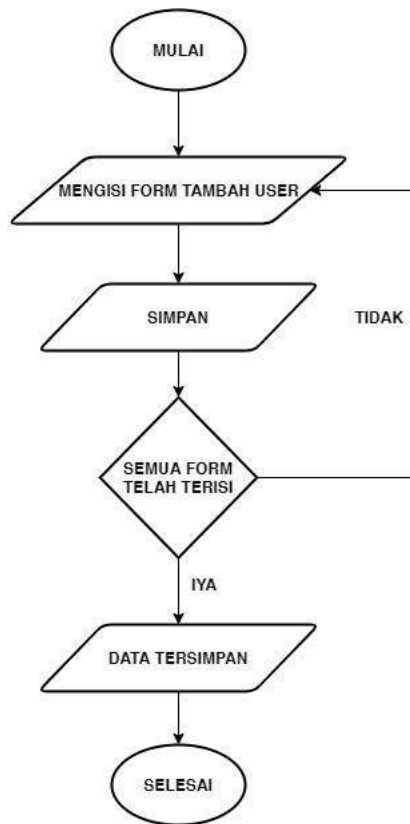 MULAI
MENGISI FORM TAMBAH USER
SIMPAN
TIDAK
SEMUA FORM
TELAH TERISI
IYA
DATA TERSIMPAN
SELESAI